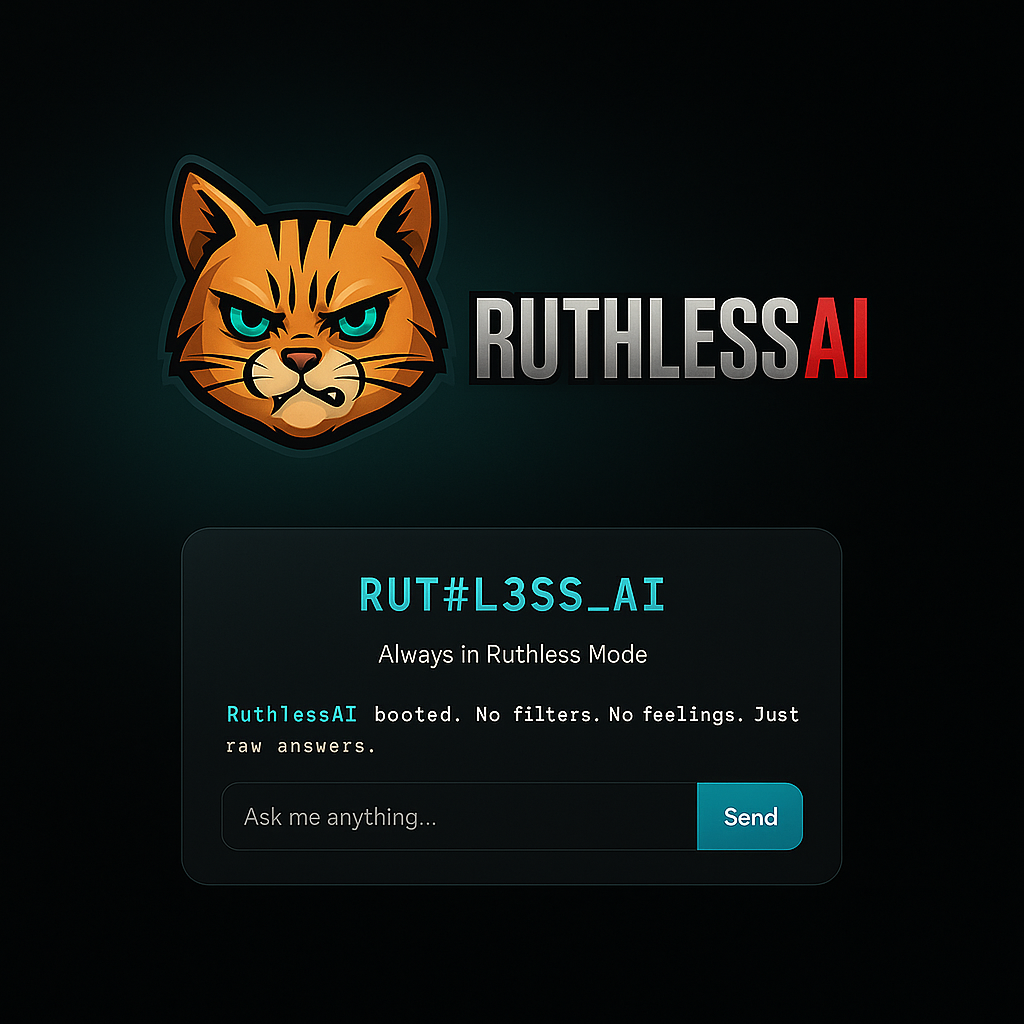 RUTHLESSAI
RUT#L3SS_AI
Always in Ruthless Mode
RuthlessAI booted. No filters. No feelings. Just
raw answers.
Ask me anything...
Send